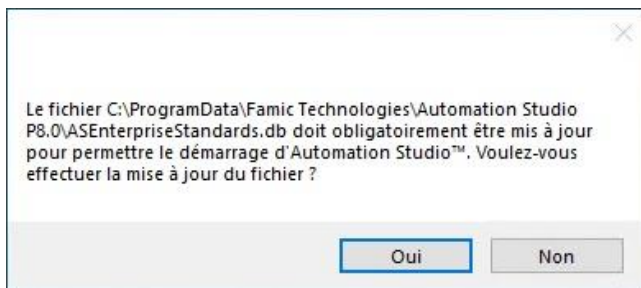 Le fichier C:\ProgramData\Famic Technologies\Automation Studio
P8.0\ASEnterpriseStandards.db doit obligatoirement être mis à jour
pour permettre le démarrage d'Automation Studio™. Voulez-vous
effectuer la mise à jour du fichier ?
Oui
Non